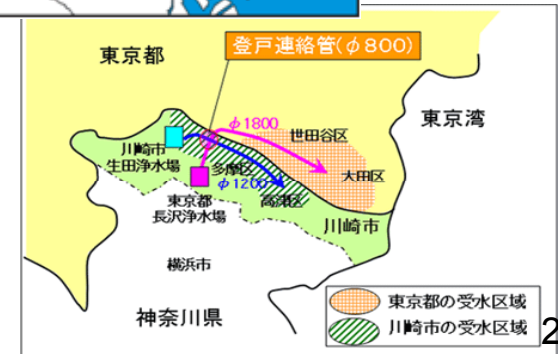 登戸連絡管(φ800)
東京都
東京湾
φ1800
世田谷区
川崎市
生田浄水場
多摩区
大田区
φ1200
高津区
東京都
長沢浄水場
川崎市
横浜市
神奈川県
東京都の受水区域
川崎市の受水区域
2